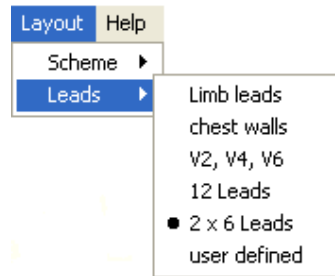 Layout Help
Scheme
Leads
Limb leads
chest walls
V2, V4, V6
12 Leads
2 x 6 Leads
user defined